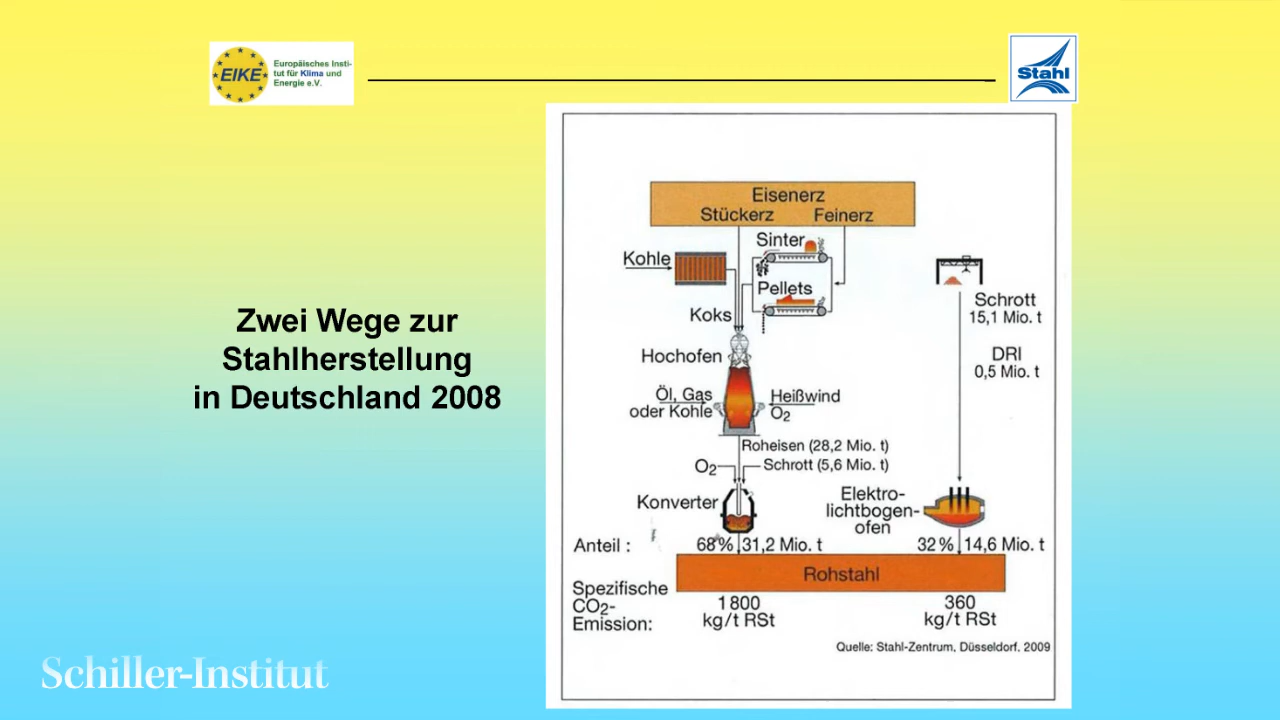 EIKE
Europäisches Insti-
tut für Klima und
Energie e.V.
Stahl
Zwei Wege zur
Stahlherstellung
in Deutschland 2008
Eisenerz
Stückerz Feinerz
Sinter
Kohle
Pellets
Koks
Hochofen
Öl, Gas
oder Kohle
Heißwind
O2
Roheisen (28,2 Mio. t)
O2
Schrott (5,6 Mio. t)
Konverter
Schrott
15,1 Mio. t
DRI
0,5 Mio. t
Elektro-
lichtbogen-
ofen
Anteil : 68% 31,2 Mio. t 32 % 14,6 Mio. t
Rohstahl
Spezifische
CO2-
Emission:
1800
kg/t RSt
360
kg/t RSt
Quelle: Stahl-Zentrum, Düsseldorf, 2009
Schiller-Institut